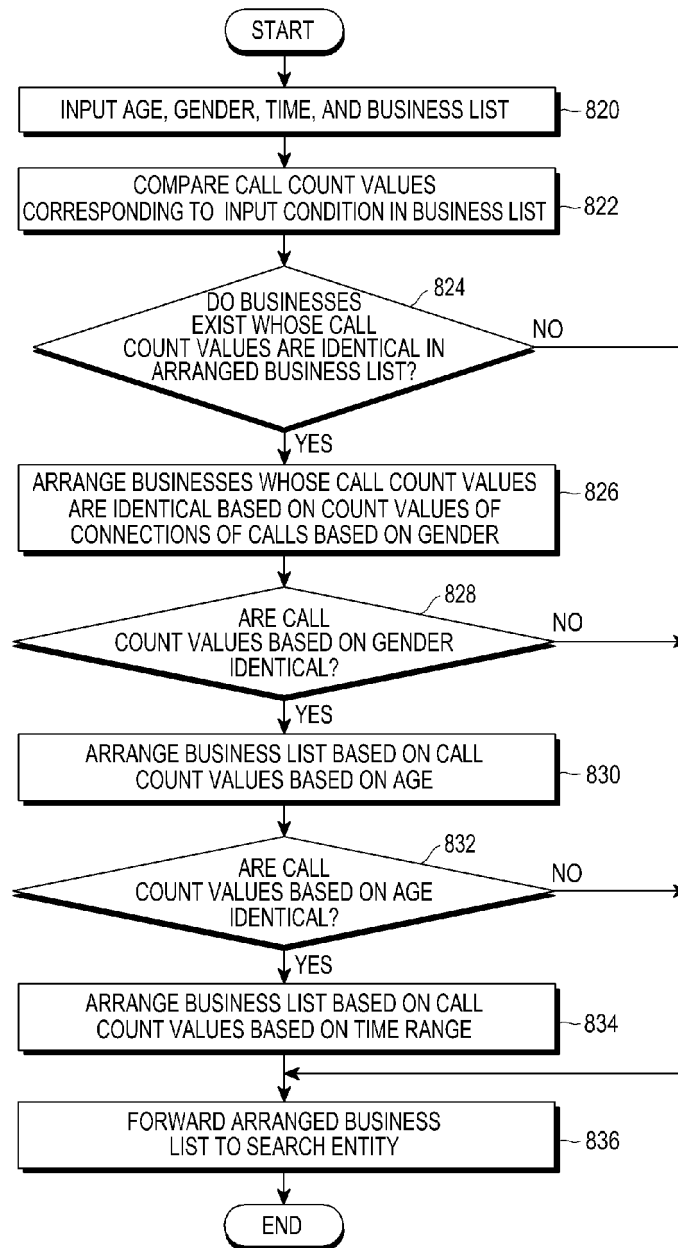 START
INPUT AGE, GENDER, TIME, AND BUSINESS LIST
820
COMPARE CALL COUNT VALUES
CORRESPONDING TO INPUT CONDITION IN BUSINESS LIST
822
824
DO BUSINESSES
EXIST WHOSE CALL
COUNT VALUES ARE IDENTICAL IN
ARRANGED BUSINESS LIST?
NO
YES
ARRANGE BUSINESSES WHOSE CALL COUNT VALUES
ARE IDENTICAL BASED ON COUNT VALUES OF
CONNECTIONS OF CALLS BASED ON GENDER
826
828
ARE CALL
COUNT VALUES BASED ON GENDER
IDENTICAL?
NO
YES
ARRANGE BUSINESS LIST BASED ON CALL
COUNT VALUES BASED ON AGE
830
832
ARE CALL
COUNT VALUES BASED ON AGE
IDENTICAL?
NO
YES
ARRANGE BUSINESS LIST BASED ON CALL
COUNT VALUES BASED ON TIME RANGE
834
FORWARD ARRANGED BUSINESS
LIST TO SEARCH ENTITY
836
END